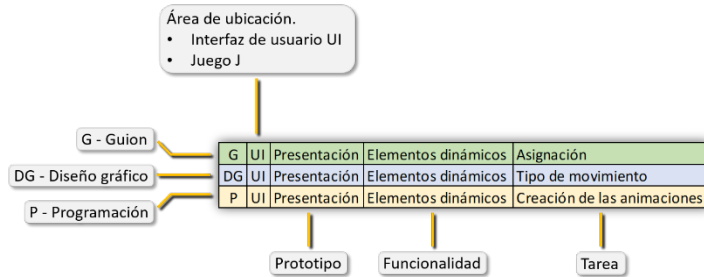 Área de ubicación.
• Interfaz de usuario UI
• Juego J
G - Guion
DG - Diseño gráfico
P - Programación
G UI Presentación Elementos dinámicos Asignación
DG UI Presentación Elementos dinámicos Tipo de movimiento
P UI Presentación Elementos dinámicos Creación de las animaciones
Prototipo
Funcionalidad
Tarea